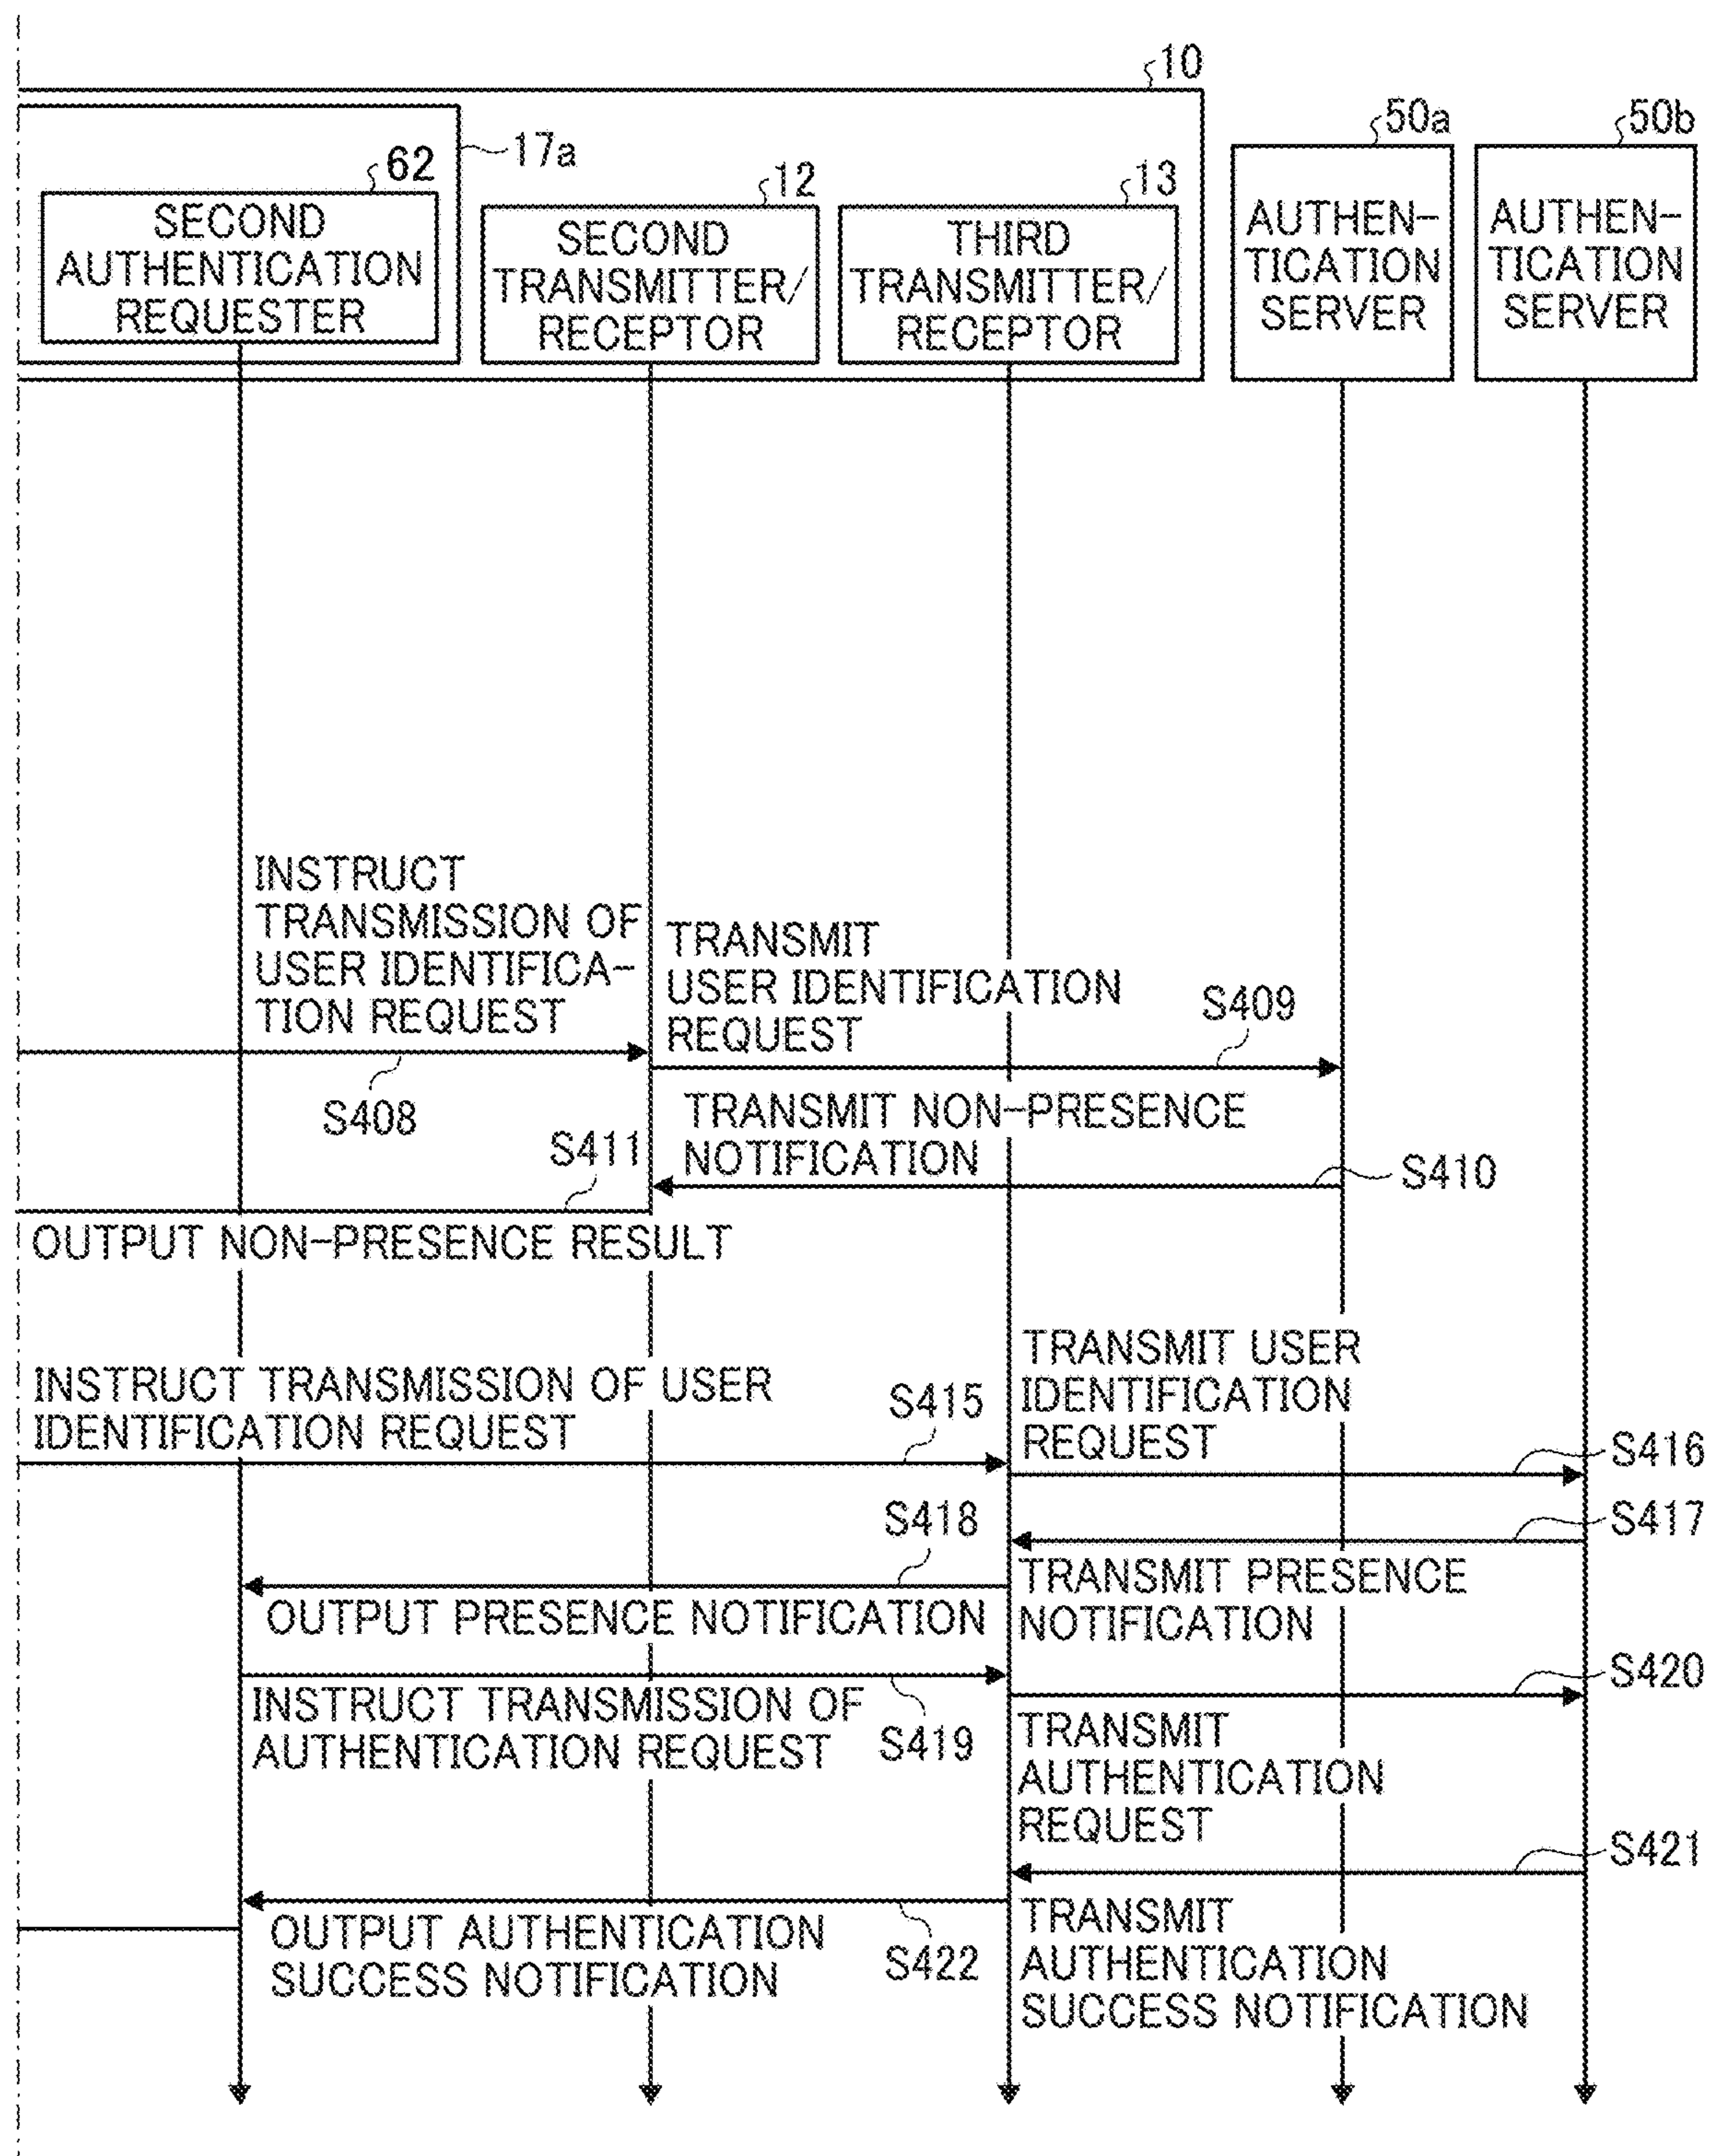 10
50a
50b
17a
62
12
13
SECOND
AUTHENTICATION
REQUESTER
SECOND
TRANSMITTER/
RECEPTOR
THIRD
TRANSMITTER/
RECEPTOR
AUTHEN-
TICATION
SERVER
AUTHEN-
TICATION
SERVER
INSTRUCT
TRANSMISSION OF
USER IDENTIFICA-
TION REQUEST
S408
TRANSMIT
USER IDENTIFICATION
REQUEST
S409
TRANSMIT NON-PRESENCE
NOTIFICATION
S410
S411
OUTPUT NON-PRESENCE RESULT
INSTRUCT TRANSMISSION OF USER
IDENTIFICATION REQUEST
S415
TRANSMIT USER
IDENTIFICATION
REQUEST
S416
S417
TRANSMIT PRESENCE
NOTIFICATION
S418
OUTPUT PRESENCE NOTIFICATION
INSTRUCT TRANSMISSION OF
AUTHENTICATION REQUEST
S419
S420
TRANSMIT
AUTHENTICATION
REQUEST
S421
TRANSMIT
AUTHENTICATION
SUCCESS NOTIFICATION
OUTPUT AUTHENTICATION
SUCCESS NOTIFICATION
S422